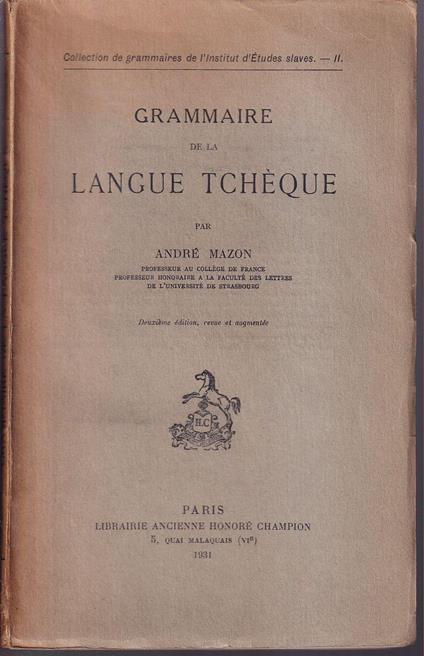 Collection de grammaires de l'Institut d'Études slaves. — II.
GRAMMAIRE
DE LA
LANGUE TCHÈQUE
PAR
ANDRÉ MAZON
PROFESSEUR AU COLLÈGE DE FRANCE
PROFESSEUR HONORAIRE A LA FACULTÉ DES LETTRES
DE L'UNIVERSITÉ DE STRASBOURG
Deuxième édition, revue et augmentée
H.C
PARIS
LIBRAIRIE ANCIENNE HONORÉ CHAMPION
5, QUAI MALAQUAIS (VIᵉ)
1931